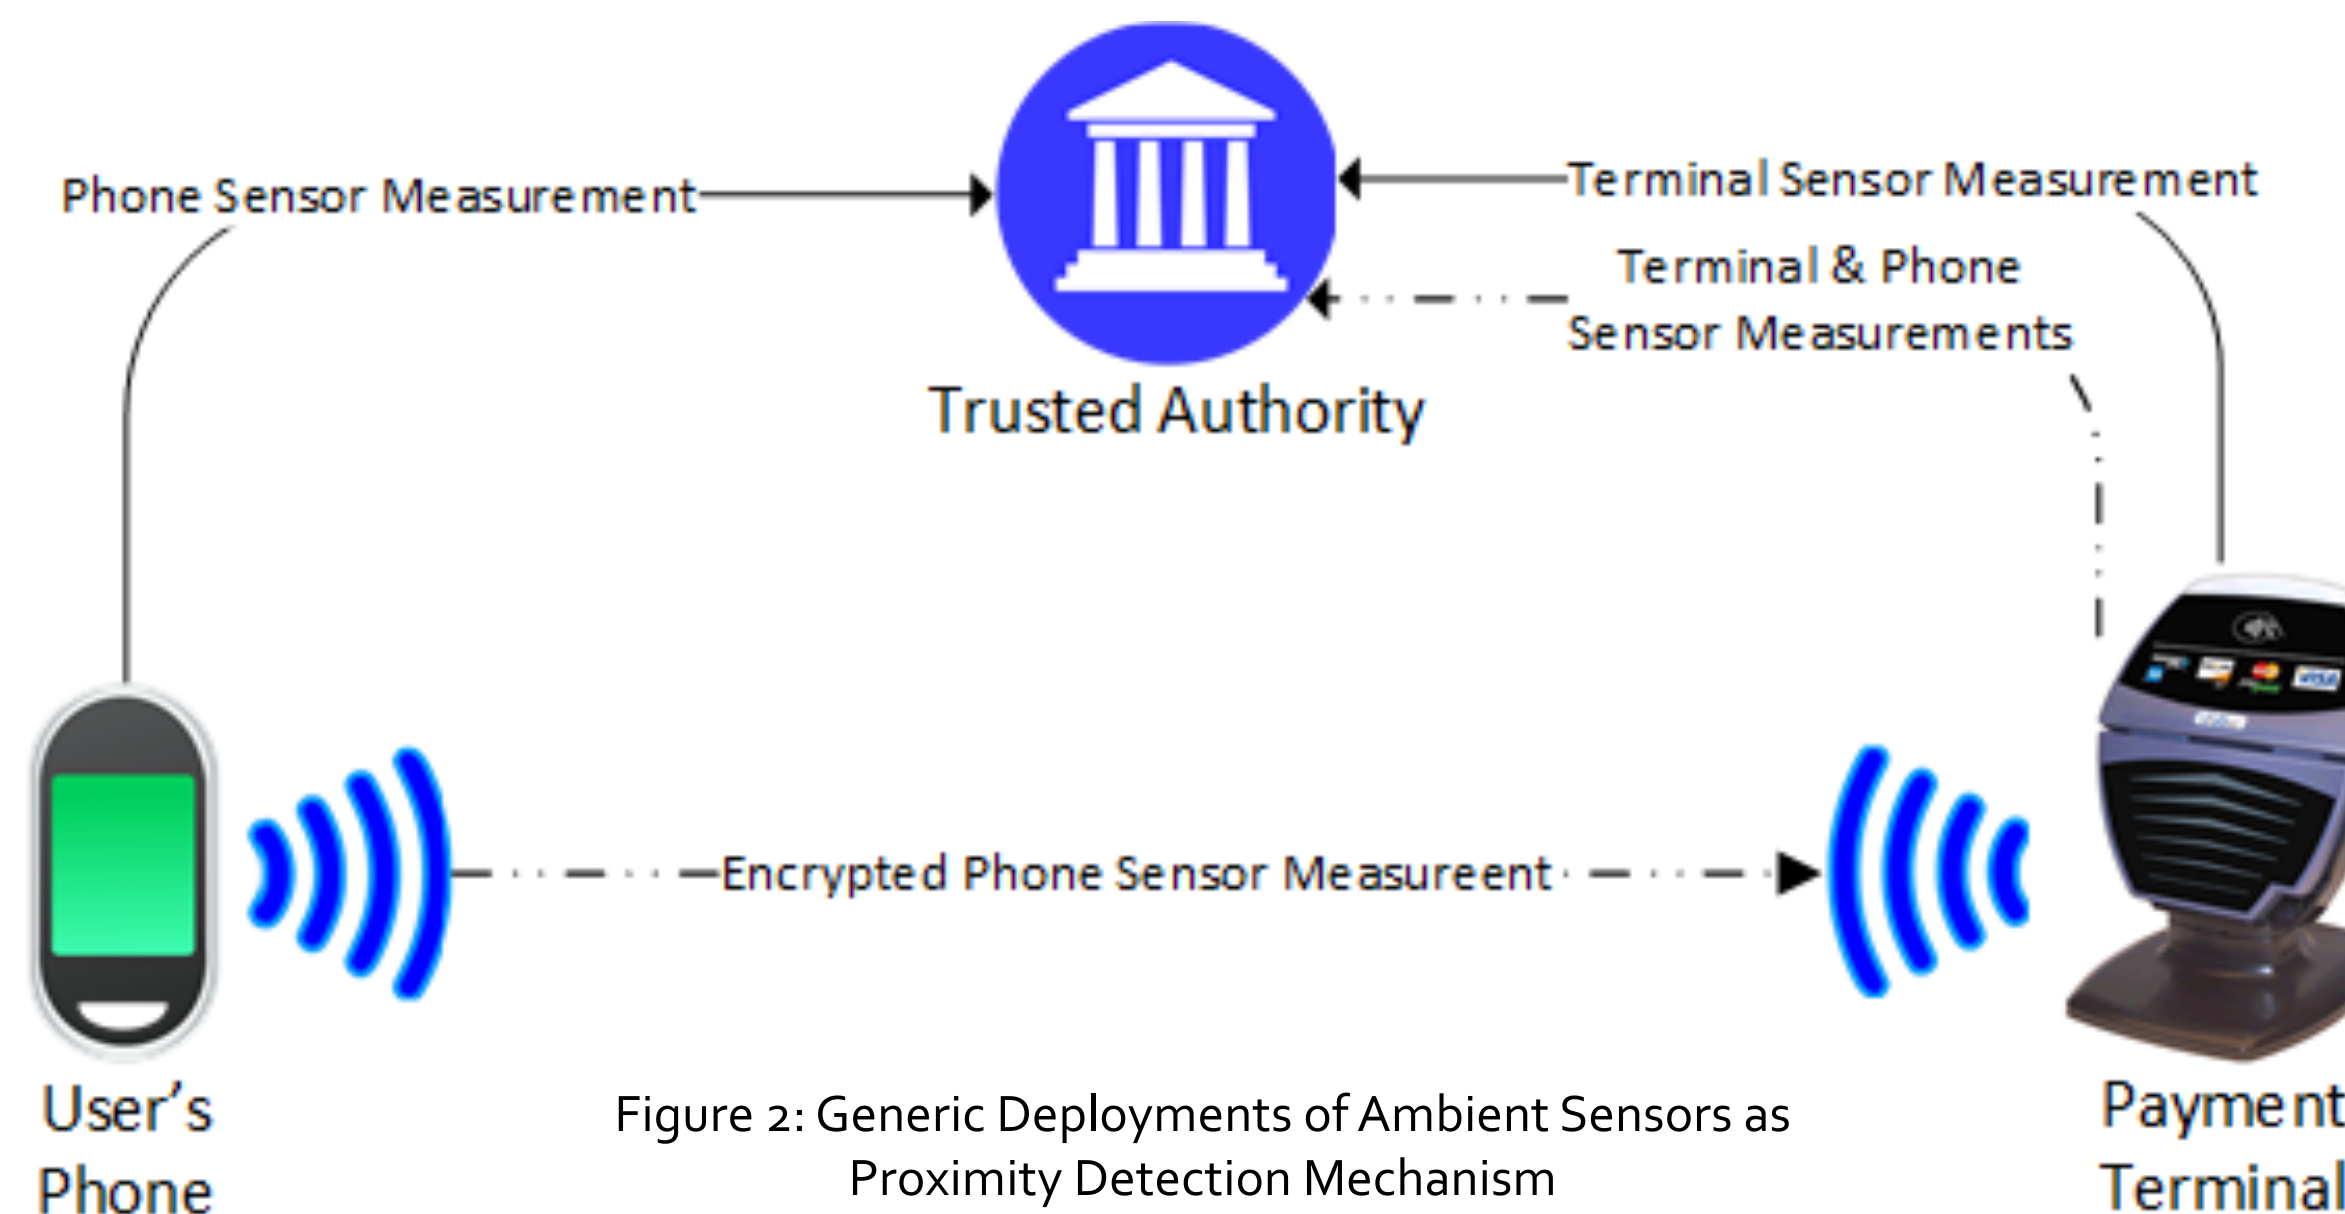 Phone Sensor Measurement
Terminal Sensor Measurement
Terminal & Phone
Sensor Measurements
Trusted Authority
Encrypted Phone Sensor Measureent
User’s
Phone
Payment
Terminal
Figure 2: Generic Deployments of Ambient Sensors as
Proximity Detection Mechanism